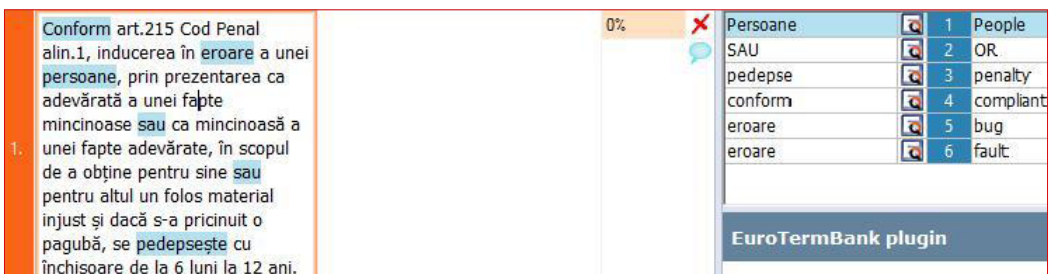 Conform art.215 Cod Penal
alin.1, inducerea în eroare a unei
persoane, prin prezentarea ca
adevărată a unei fapte
mincinoase sau ca mincinoasă a
unei fapte adevărate, în scopul
de a obține pentru sine sau
pentru altul un folos material
injust și dacă s-a pricinuit o
pagubă, se pedepsește cu
închisoare de la 6 luni la 12 ani.
1.
0%
Persoane 1 People
SAU 2 OR
pedepse 3 penalty
conform 4 compliant
eroare 5 bug
eroare 6 fault
EuroTermBank plugin